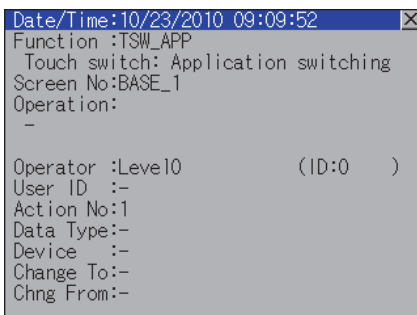 Date/Time:10/23/2010 09:09:52
Function :TSW_APP
Touch switch: Application switching
Screen No:BASE_1
Operation:
-
Operator :Level0 (ID:0 )
User ID :-
Action No:1
Data Type:-
Device :-
Change To:-
Chng From:-